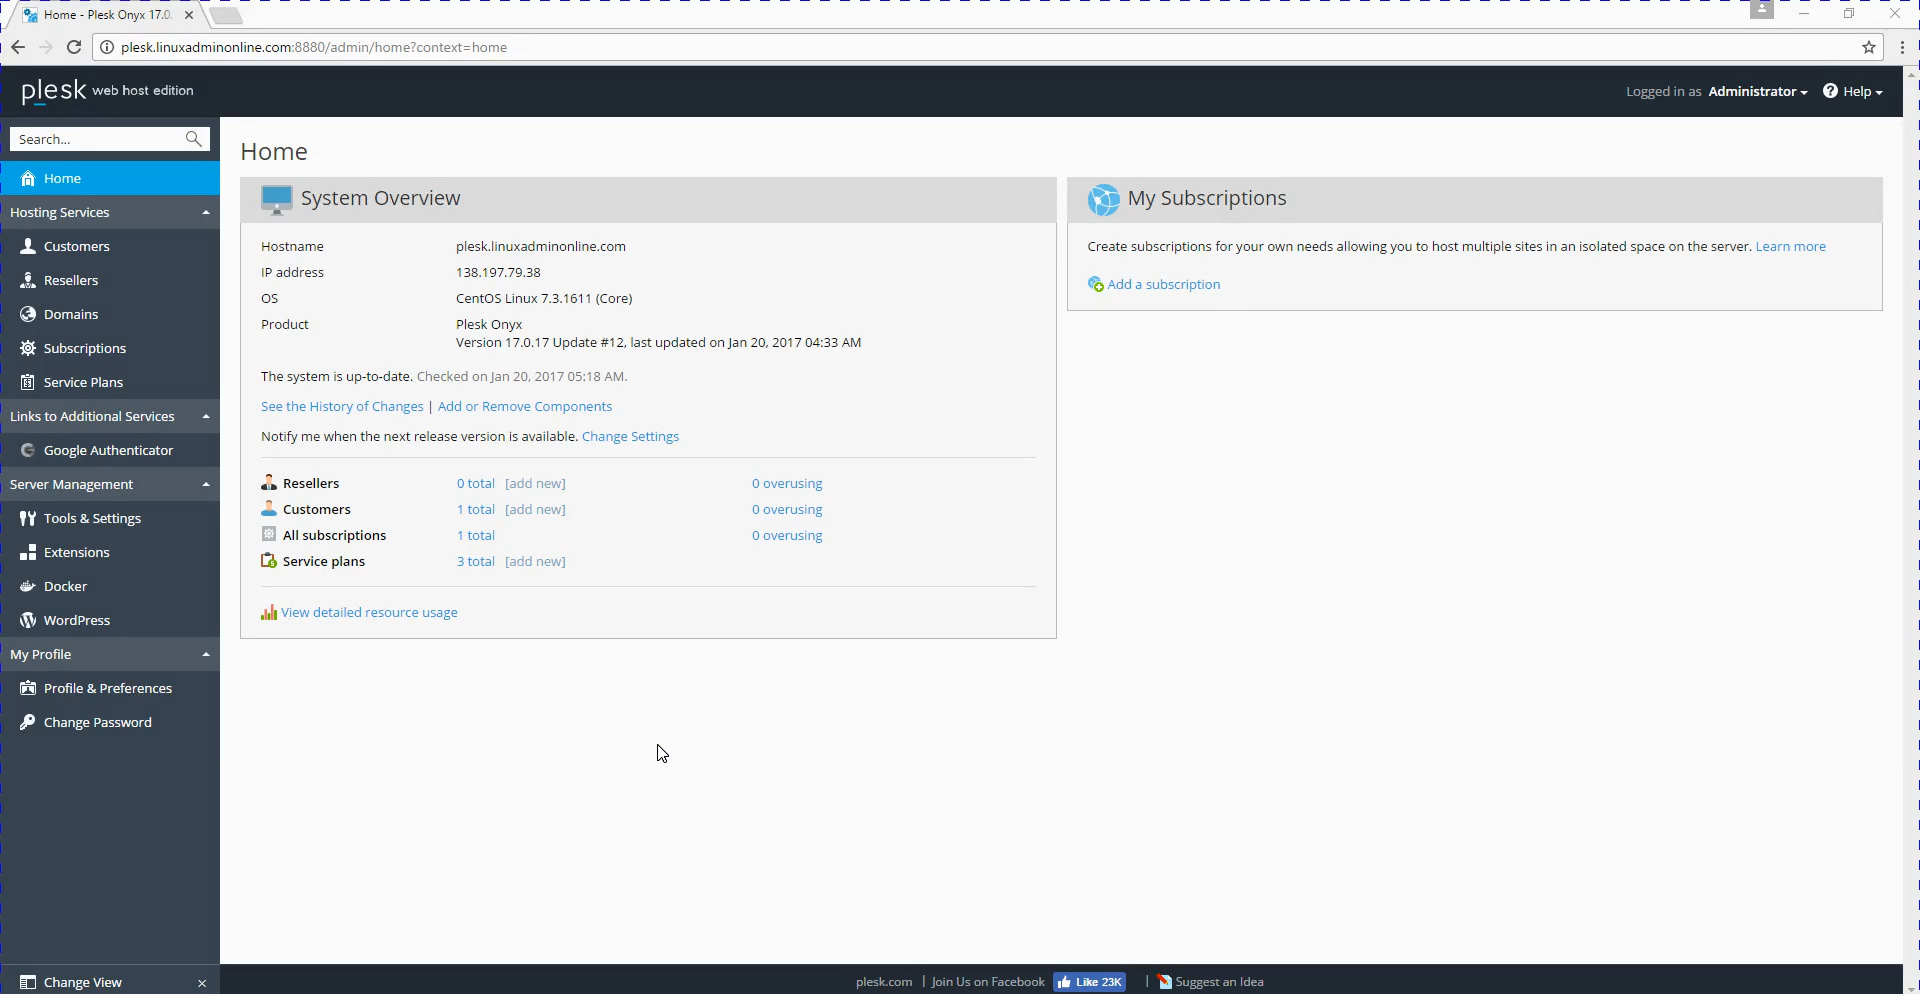 Home - Plesk Onyx 17.0.
plesk.linuxadminonline.com:8880/admin/home?context=home
plesk web host edition
Logged in as Administrator
Help
Search...
Home
Hosting Services
Customers
Resellers
Domains
Subscriptions
Service Plans
Links to Additional Services
Google Authenticator
Server Management
Tools & Settings
Extensions
Docker
WordPress
My Profile
Profile & Preferences
Change Password
Change View
Home
System Overview
Hostname plesk.linuxadminonline.com
IP address 138.197.79.38
OS CentOS Linux 7.3.1611 (Core)
Product Plesk Onyx
Version 17.0.17 Update #12, last updated on Jan 20, 2017 04:33 AM
The system is up-to-date. Checked on Jan 20, 2017 05:18 AM.
See the History of Changes | Add or Remove Components
Notify me when the next release version is available. Change Settings
Resellers 0 total [add new] 0 overusing
Customers 1 total [add new] 0 overusing
All subscriptions 1 total 0 overusing
Service plans 3 total [add new]
View detailed resource usage
My Subscriptions
Create subscriptions for your own needs allowing you to host multiple sites in an isolated space on the server. Learn more
Add a subscription
plesk.com | Join Us on Facebook Like 23K | Suggest an Idea